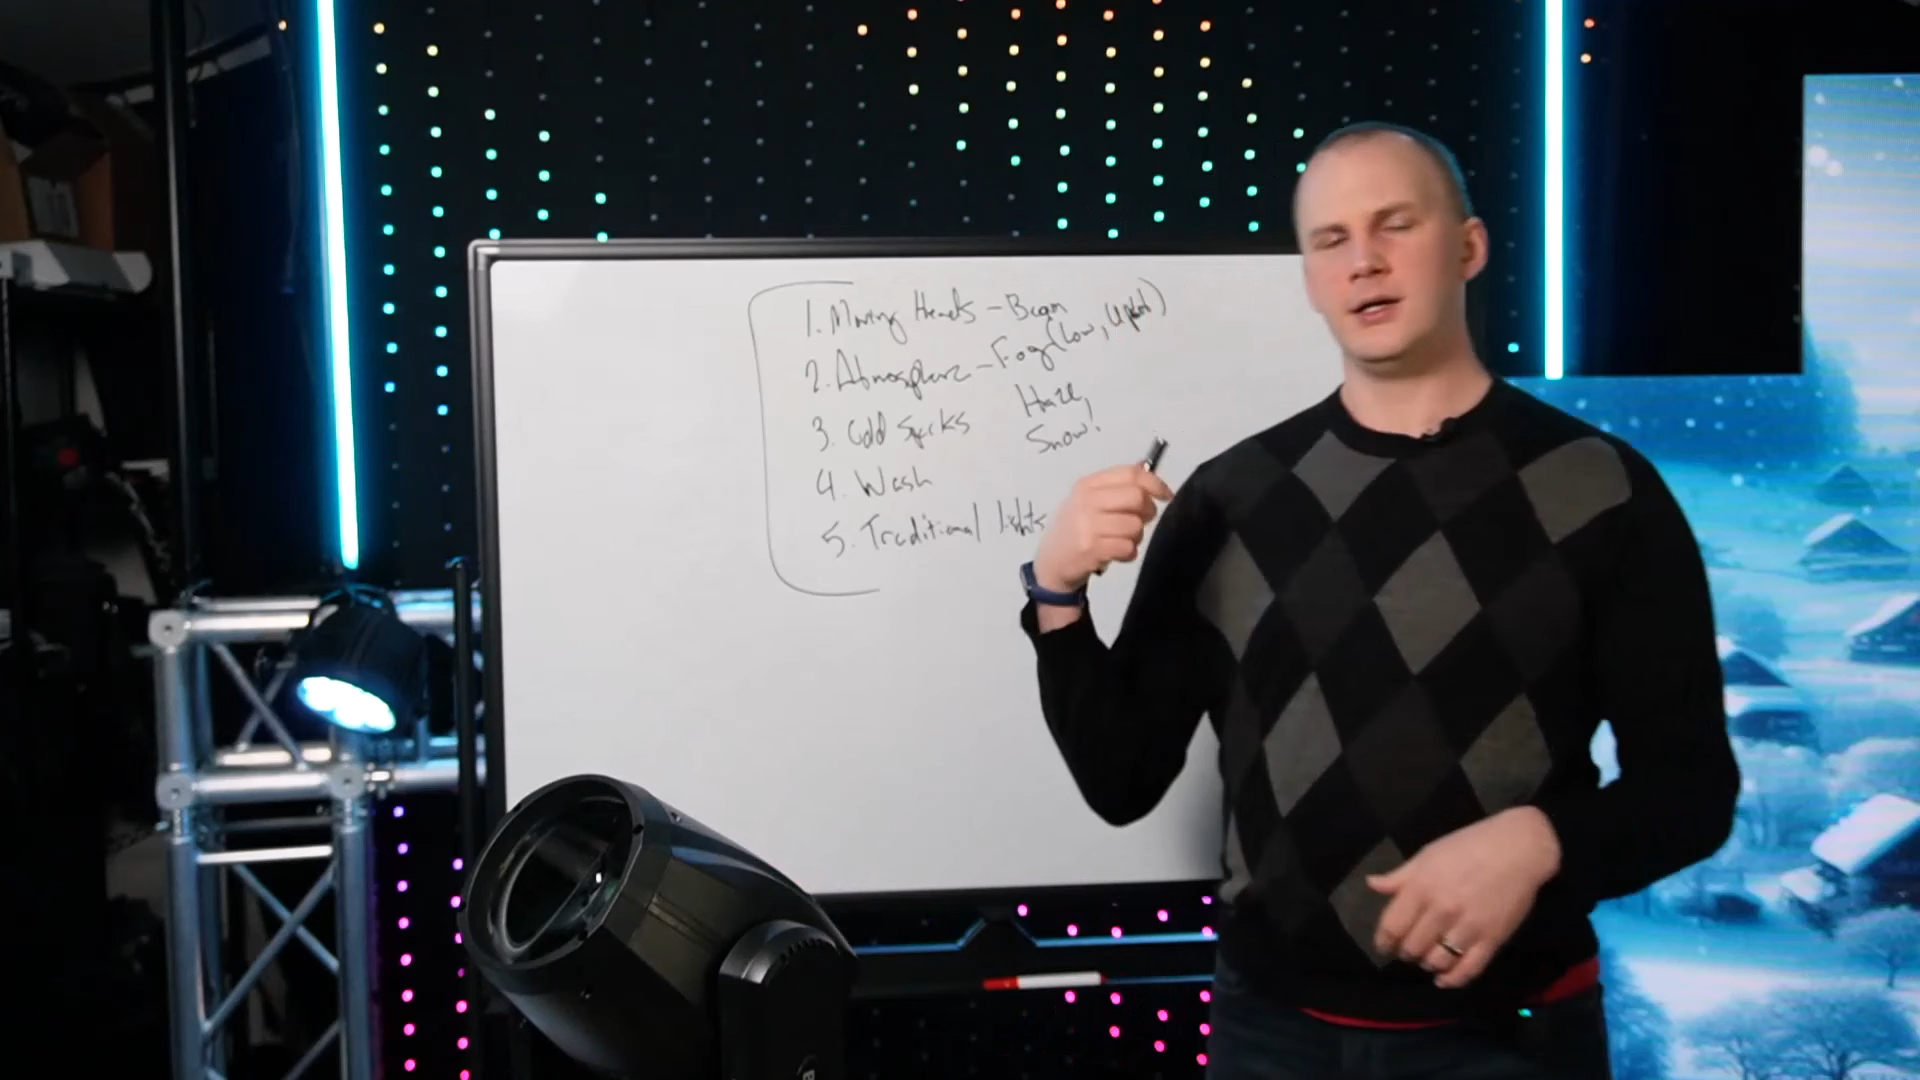 1. Moving Heads - Beam
2. Atmosphere - Fog (Low, Upshot)
Haze,
3. Cold Sparks
Snow!
4. Wash
5. Traditional lights